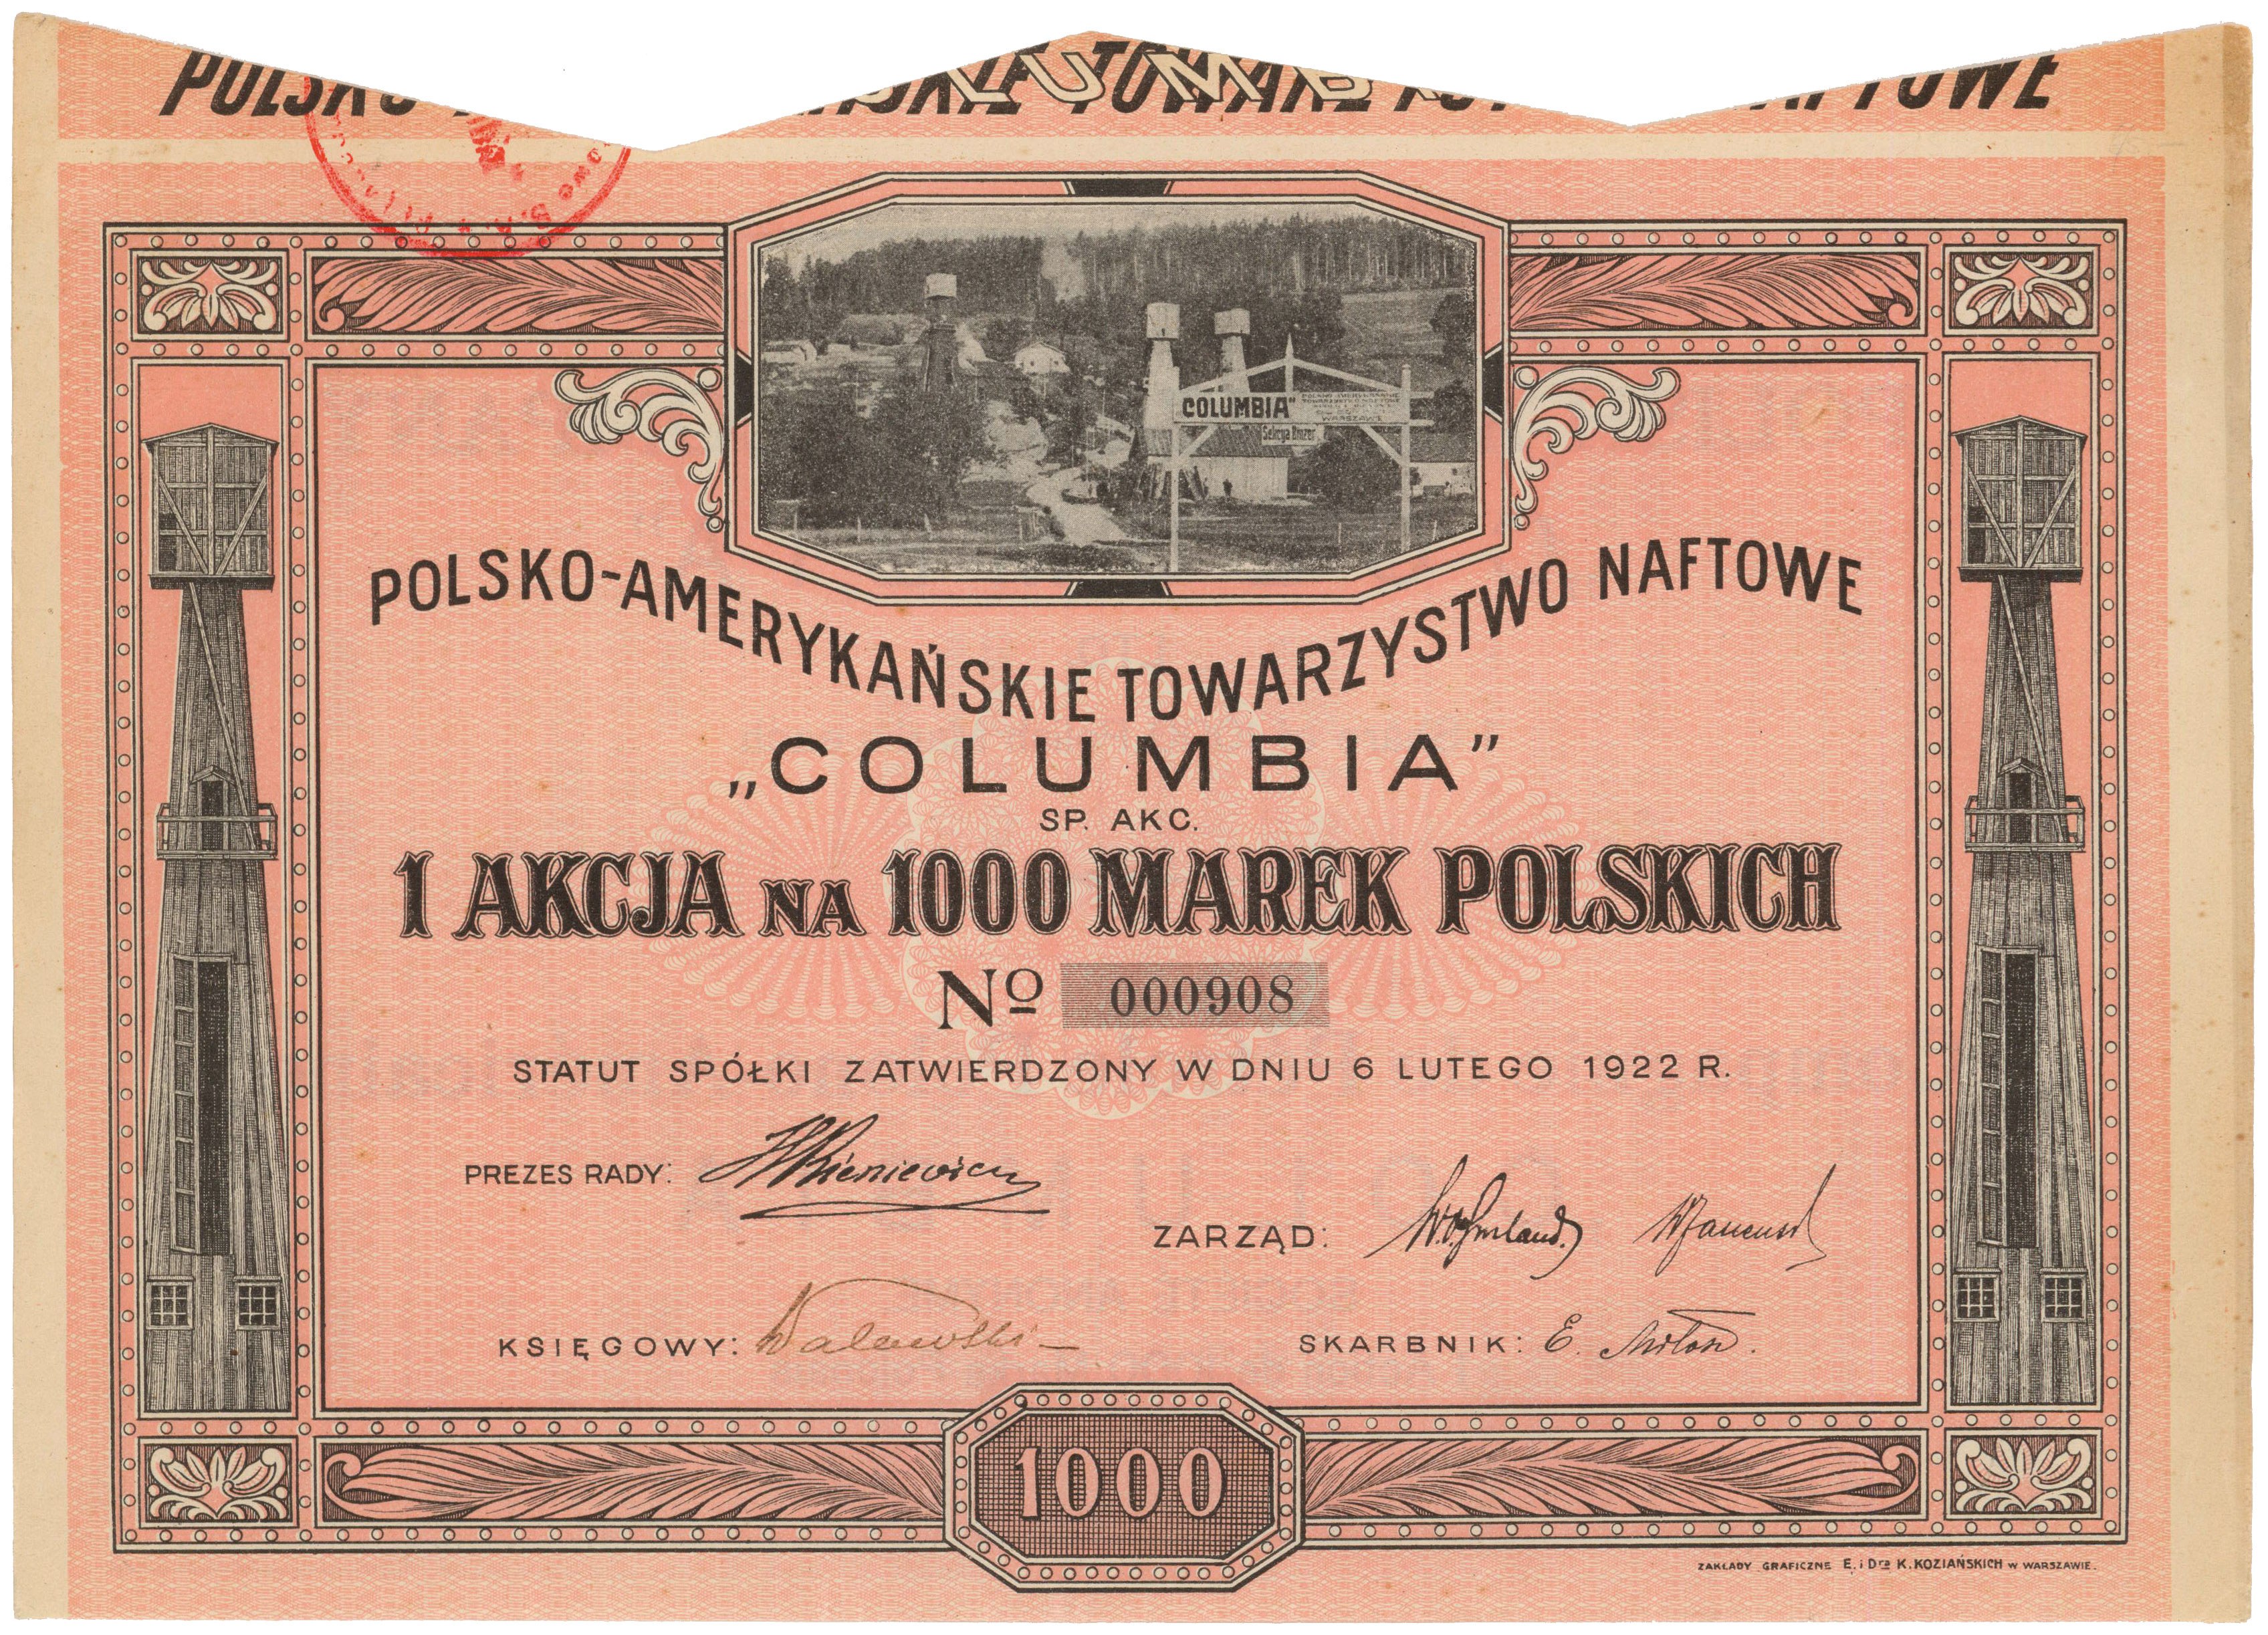 POLSKO-AMERYKAŃSKIE TOWARZYSTWO NAFTOWE
COLUMBIA"
WARSZAWIE
POLSKO-AMERYKAŃSKIE TOWARZYSTWO NAFTOWE
„COLUMBIA”
SP. AKC.
1 AKCJA NA 1000 MAREK POLSKICH
No 000908
STATUT SPÓŁKI ZATWIERDZONY W DNIU 6 LUTEGO 1922 R.
PREZES RADY:
ZARZĄD:
KSIĘGOWY: Walewski
SKARBNIK: E.
1000
ZAKŁADY GRAFICZNE E. i Dra K. KOZIAŃSKICH W WARSZAWIE.